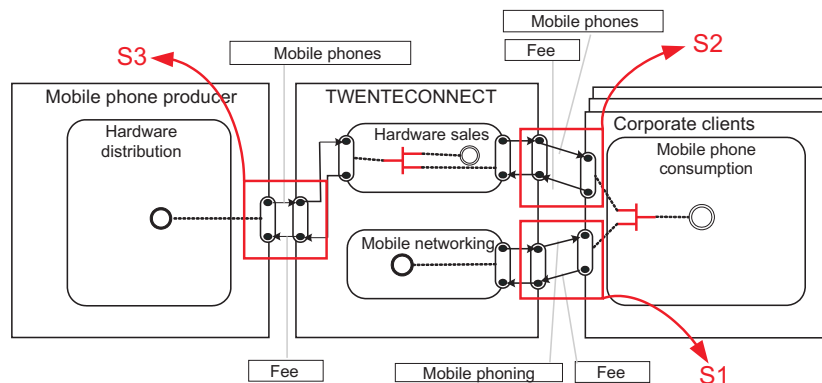 Mobile phones
S3
Mobile phones
Fee
S2
Mobile phone producer
TWENTECONNECT
Corporate clients
Hardware
distribution
Hardware sales
Mobile phone
consumption
Mobile networking
Fee
Mobile phoning
Fee
S1